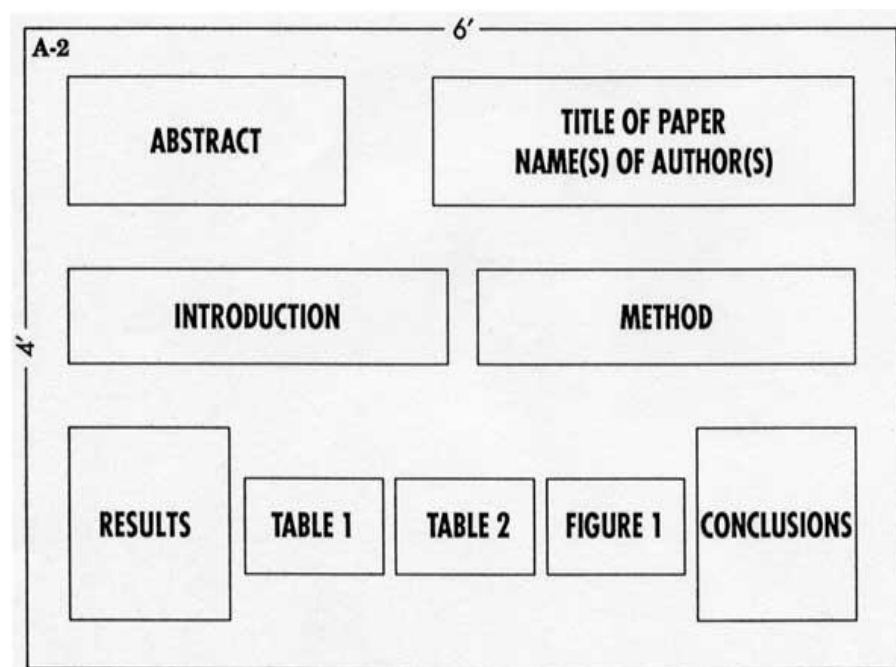 6′
A-2
ABSTRACT
TITLE OF PAPER
NAME(S) OF AUTHOR(S)
4′
INTRODUCTION
METHOD
RESULTS
TABLE 1
TABLE 2
FIGURE 1
CONCLUSIONS